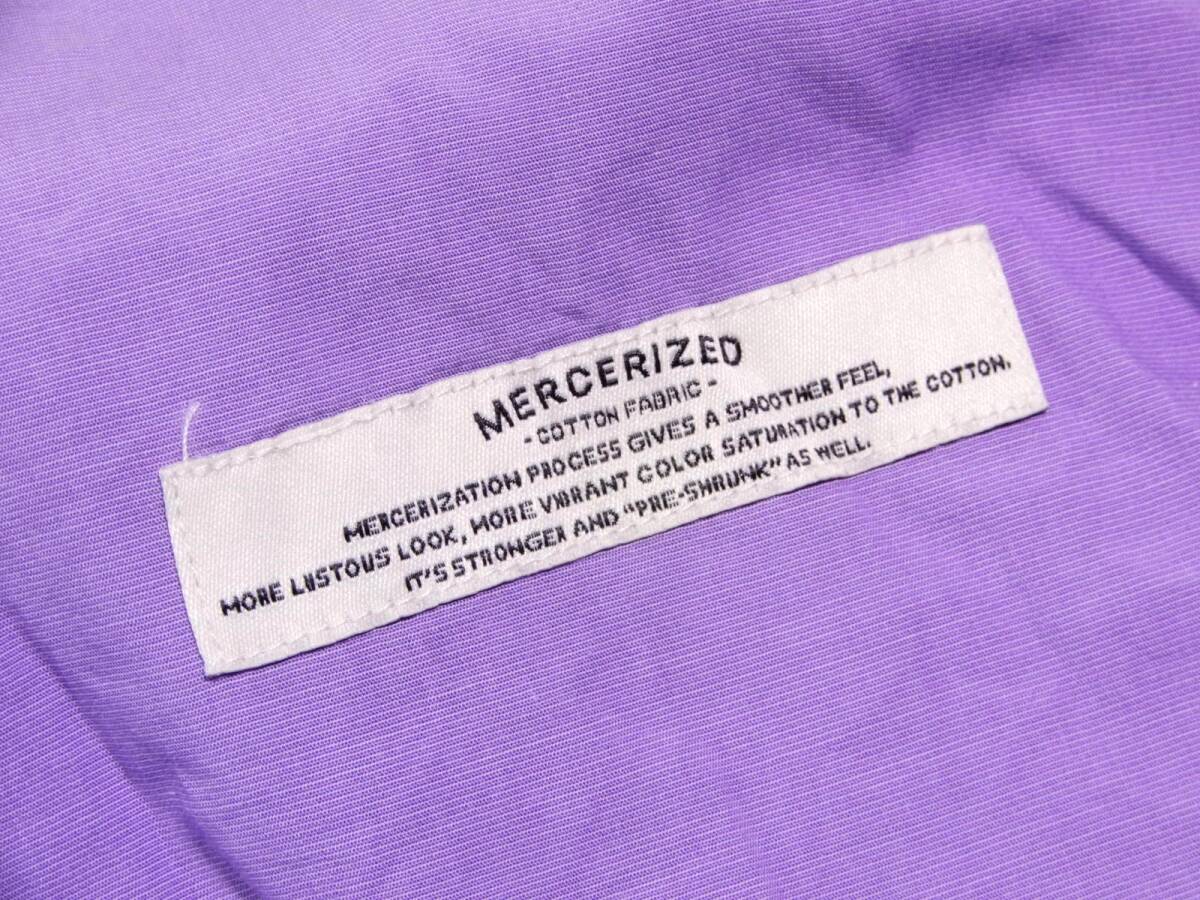 MERCERIZED
- COTTON FABRIC -
MERCERIZATION PROCESS GIVES A SMOOTHER FEEL,
MORE LUSTOUS LOOK, MORE VIBRANT COLOR SATURATION TO THE COTTON.
IT'S STRONGER AND "PRE-SHRUNK" AS WELL.